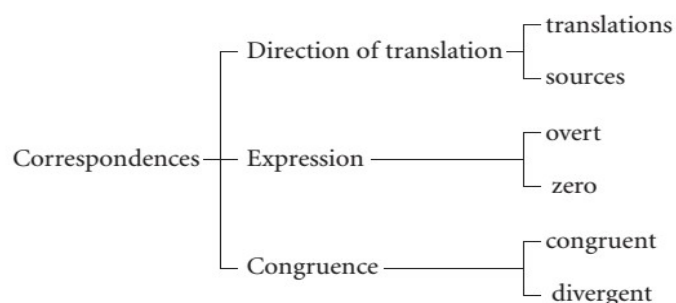 translations
Direction of translation
sources
overt
Correspondences
Expression
zero
congruent
Congruence
divergent